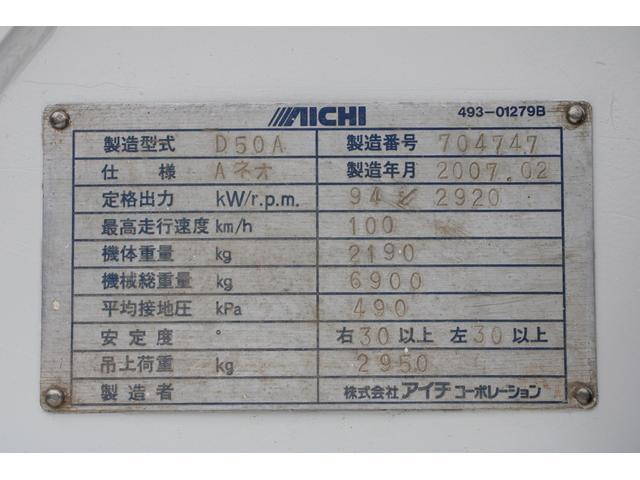 AICHI 493-01279B
製造型式 D50A 製造番号 704747
仕様 Aネオ 製造年月 2007.02
定格出力 kW/r.p.m. 94/2920
最高走行速度 km/h 100
機体重量 kg 2190
機械総重量 kg 6900
平均接地圧 kPa 490
安定度 ° 右30以上 左30以上
吊上荷重 kg 2950
製造者 株式会社アイチコーポレーション